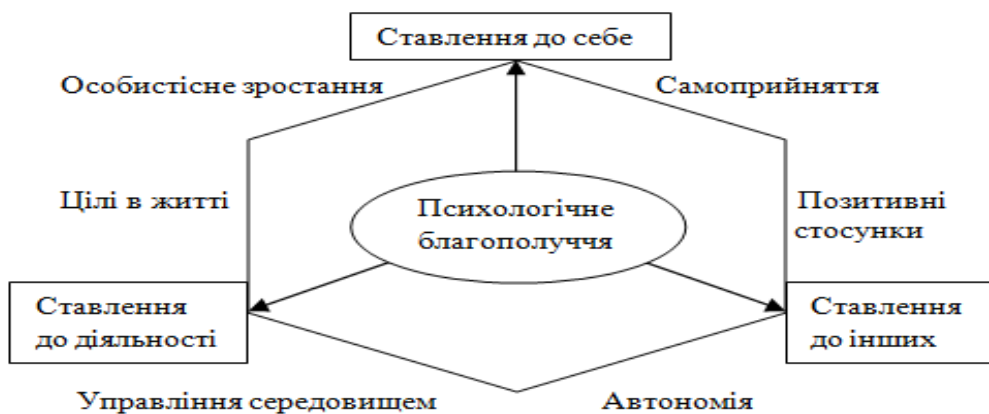 Ставлення до себе
Особистісне зростання
Самоприйняття
Цілі в житті
Психологічне
благополуччя
Позитивні
стосунки
Ставлення
до діяльності
Ставлення
до інших
Управління середовищем
Автономія